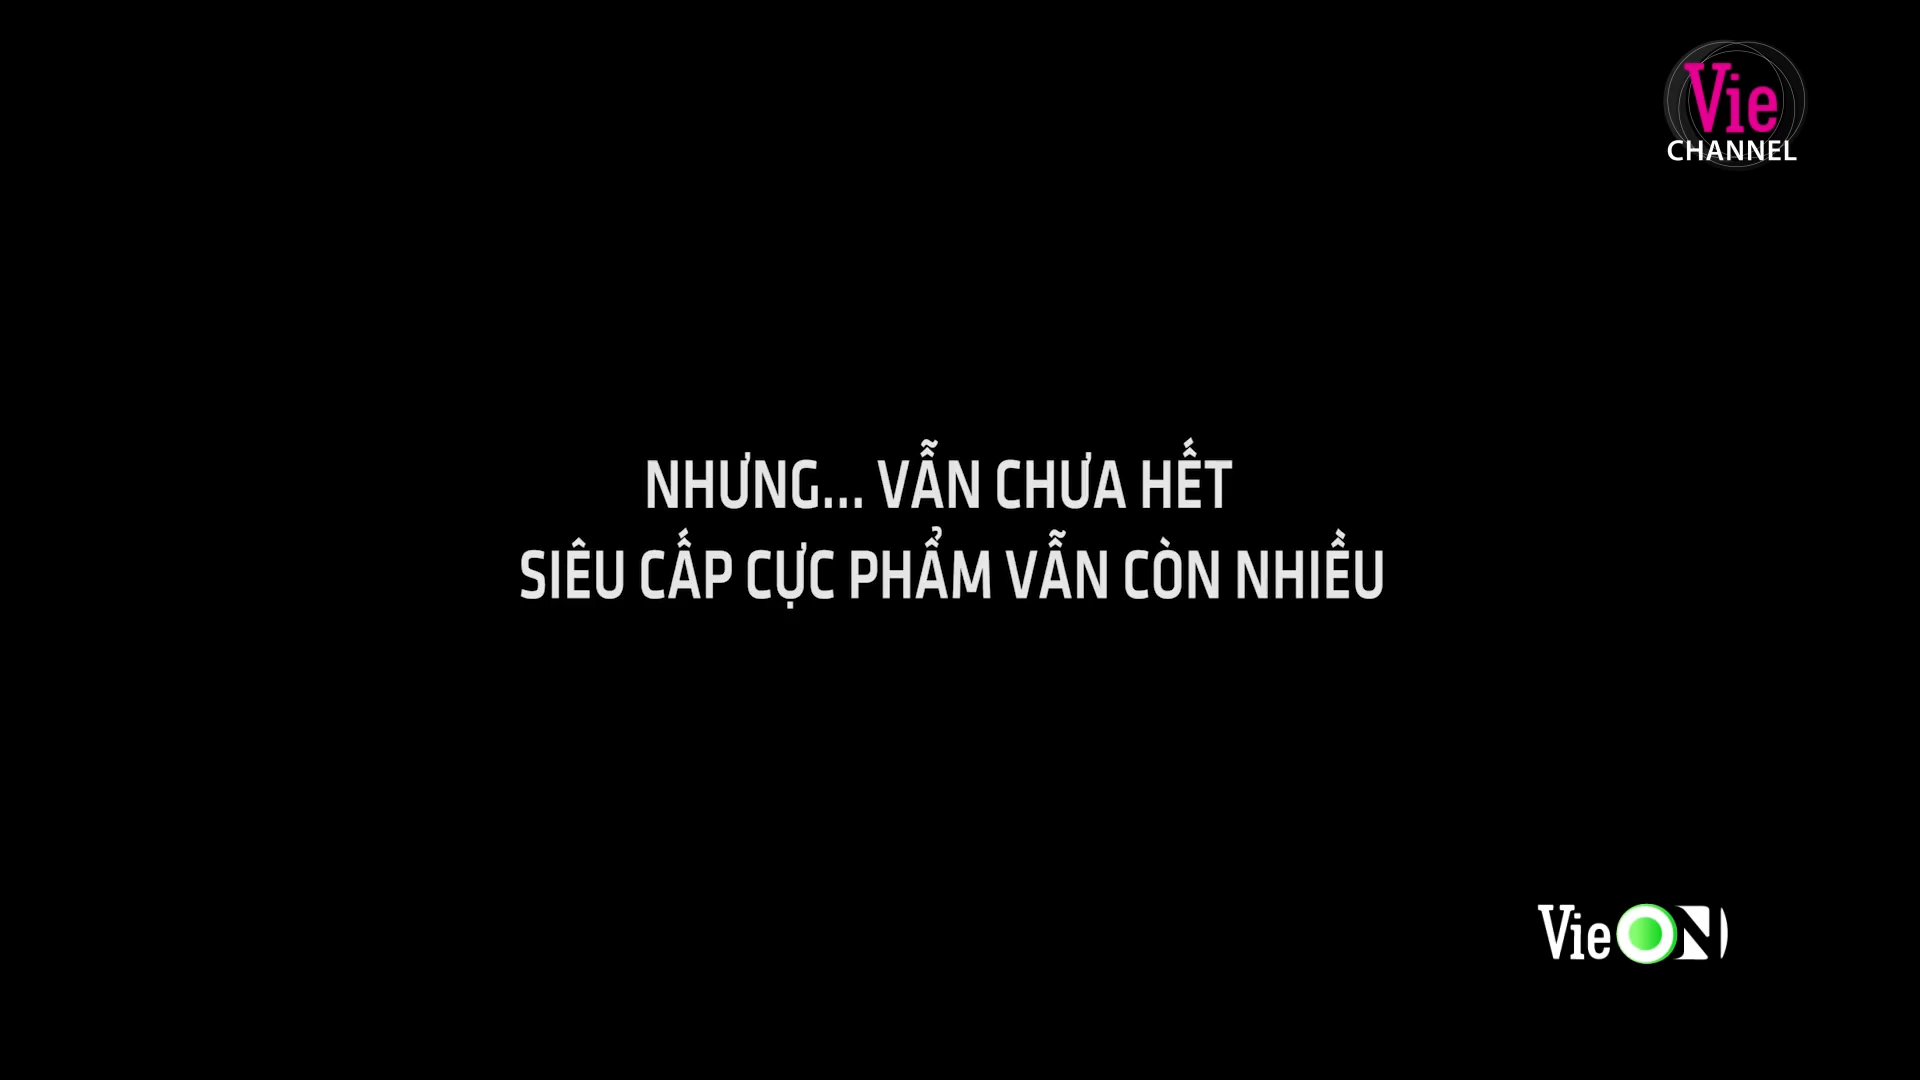 Vie
CHANNEL
NHƯNG... VẪN CHƯA HẾT
SIÊU CẤP CỰC PHẨM VẪN CÒN NHIỀU
VieON